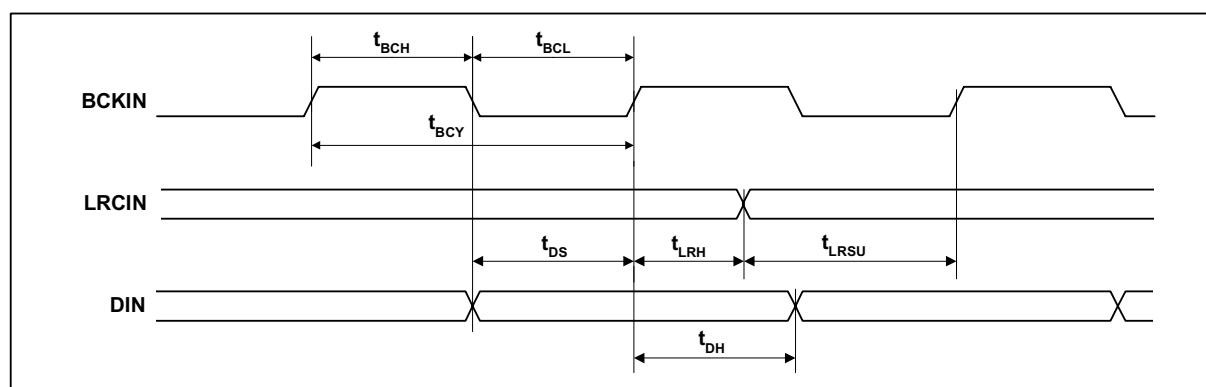 tBCH tBCL
BCKIN
tBCY
LRCIN
tDS tLRH tLRSU
DIN
tDH